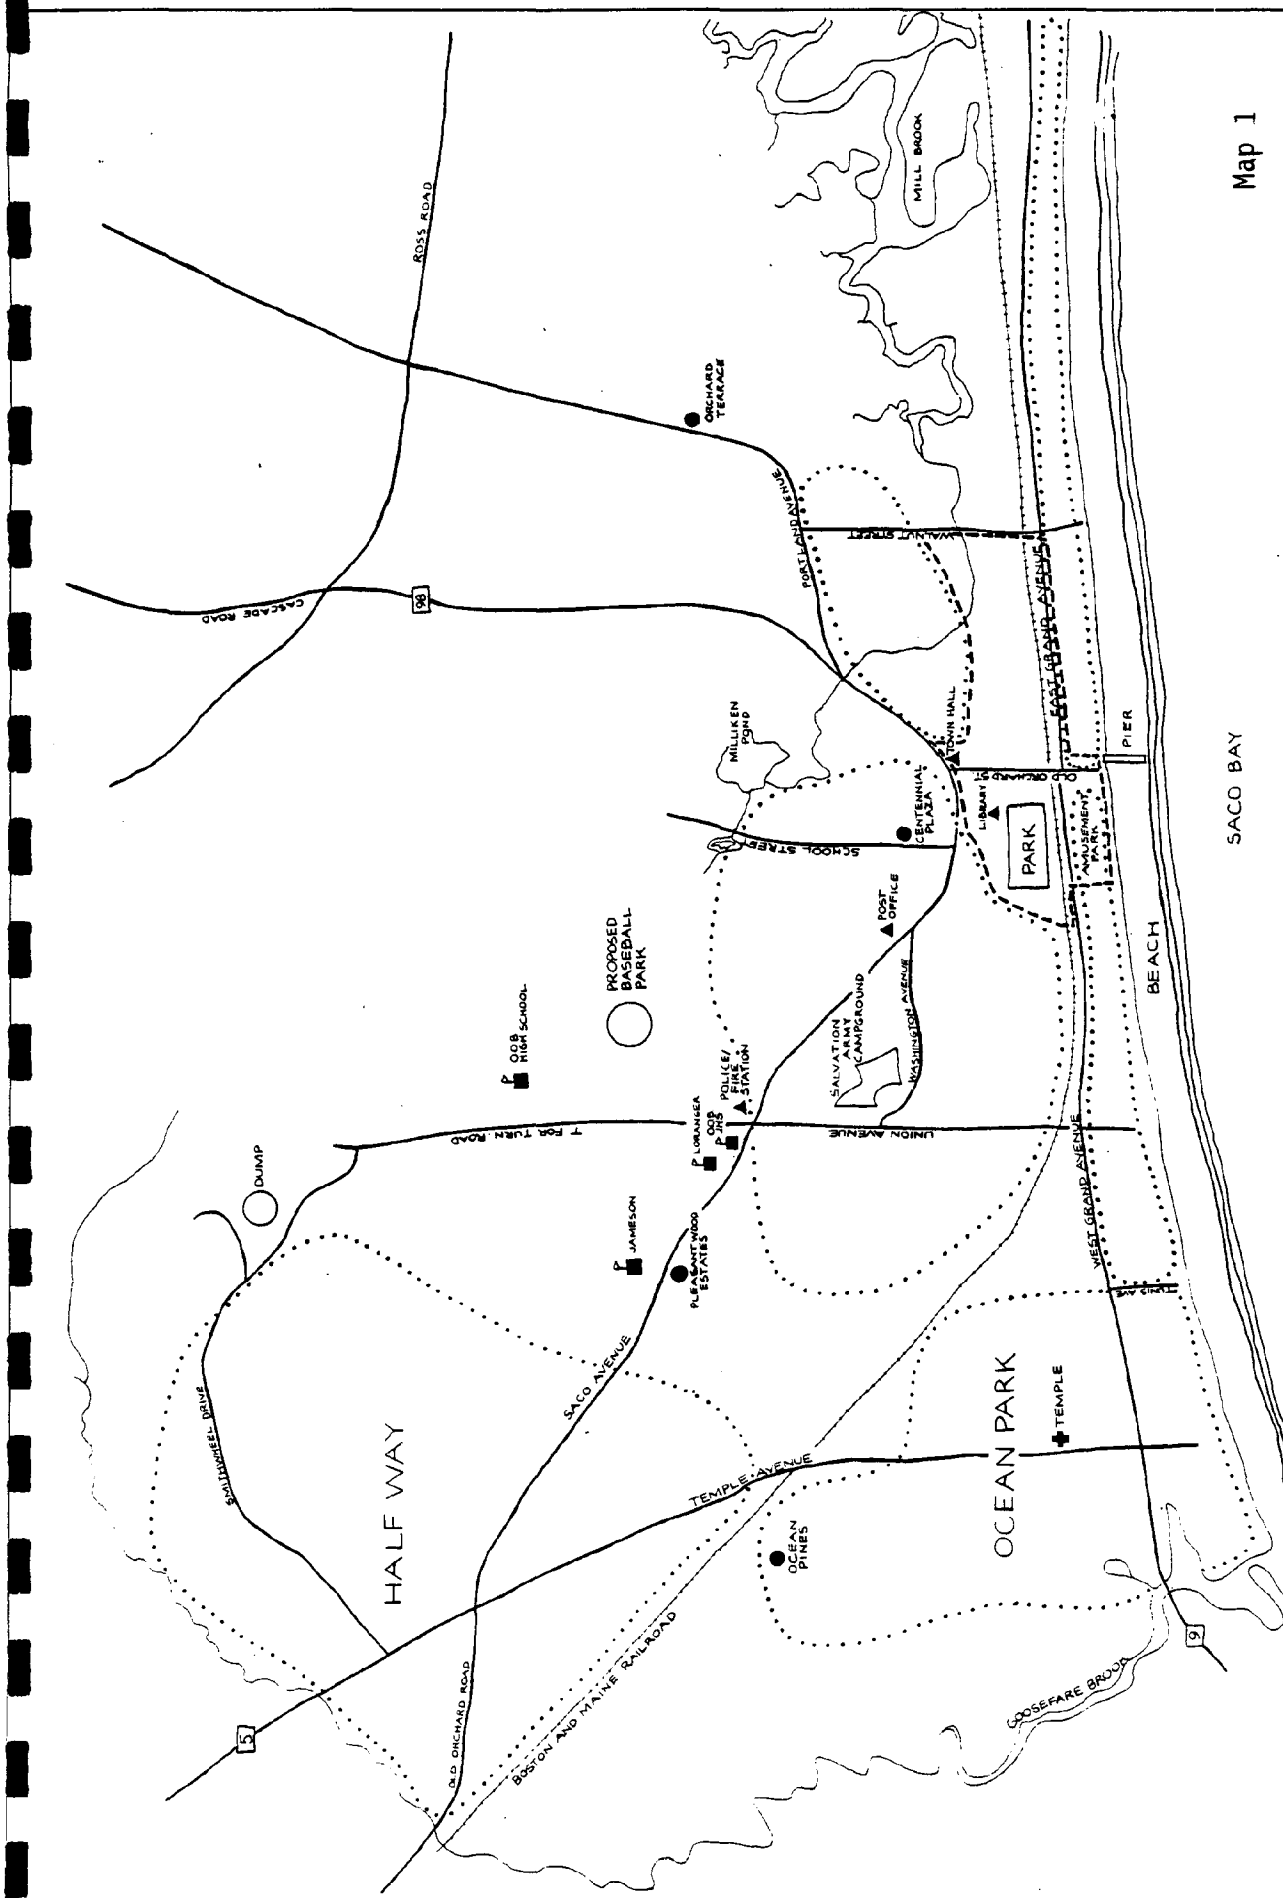 Map 1
ROSS ROAD
MILL BROOK
ORCHARD
TERRACE
PORTLAND AVENUE
WALNUT STREET
CASCADE ROAD
98
EAST GRAND AVENUE
MILLIKEN
POND
TOWN HALL
OLD ORCHARD ST.
PIER
SACO BAY
LIBRARY
CENTENNIAL
PLAZA
SCHOOL STREET
PARK
AMUSEMENT
PARK
POST
OFFICE
BEACH
PROPOSED
BASEBALL
PARK
OOB
HIGH SCHOOL
SALVATION
ARMY
CAMPGROUND
WASHINGTON AVENUE
POLICE/
FIRE
STATION
LORANGER
OOB
JHS
UNION AVENUE
T FOR TURN ROAD
DUMP
JAMESON
PLEASANTWOOD
ESTATES
WEST GRAND AVENUE
TUNIS AVE
SACO AVENUE
SMITHWHEEL DRIVE
HALF WAY
TEMPLE AVENUE
OCEAN PARK
TEMPLE
OCEAN
PINES
BOSTON AND MAINE RAILROAD
OLD ORCHARD ROAD
5
GOOSEFARE BROOK
9